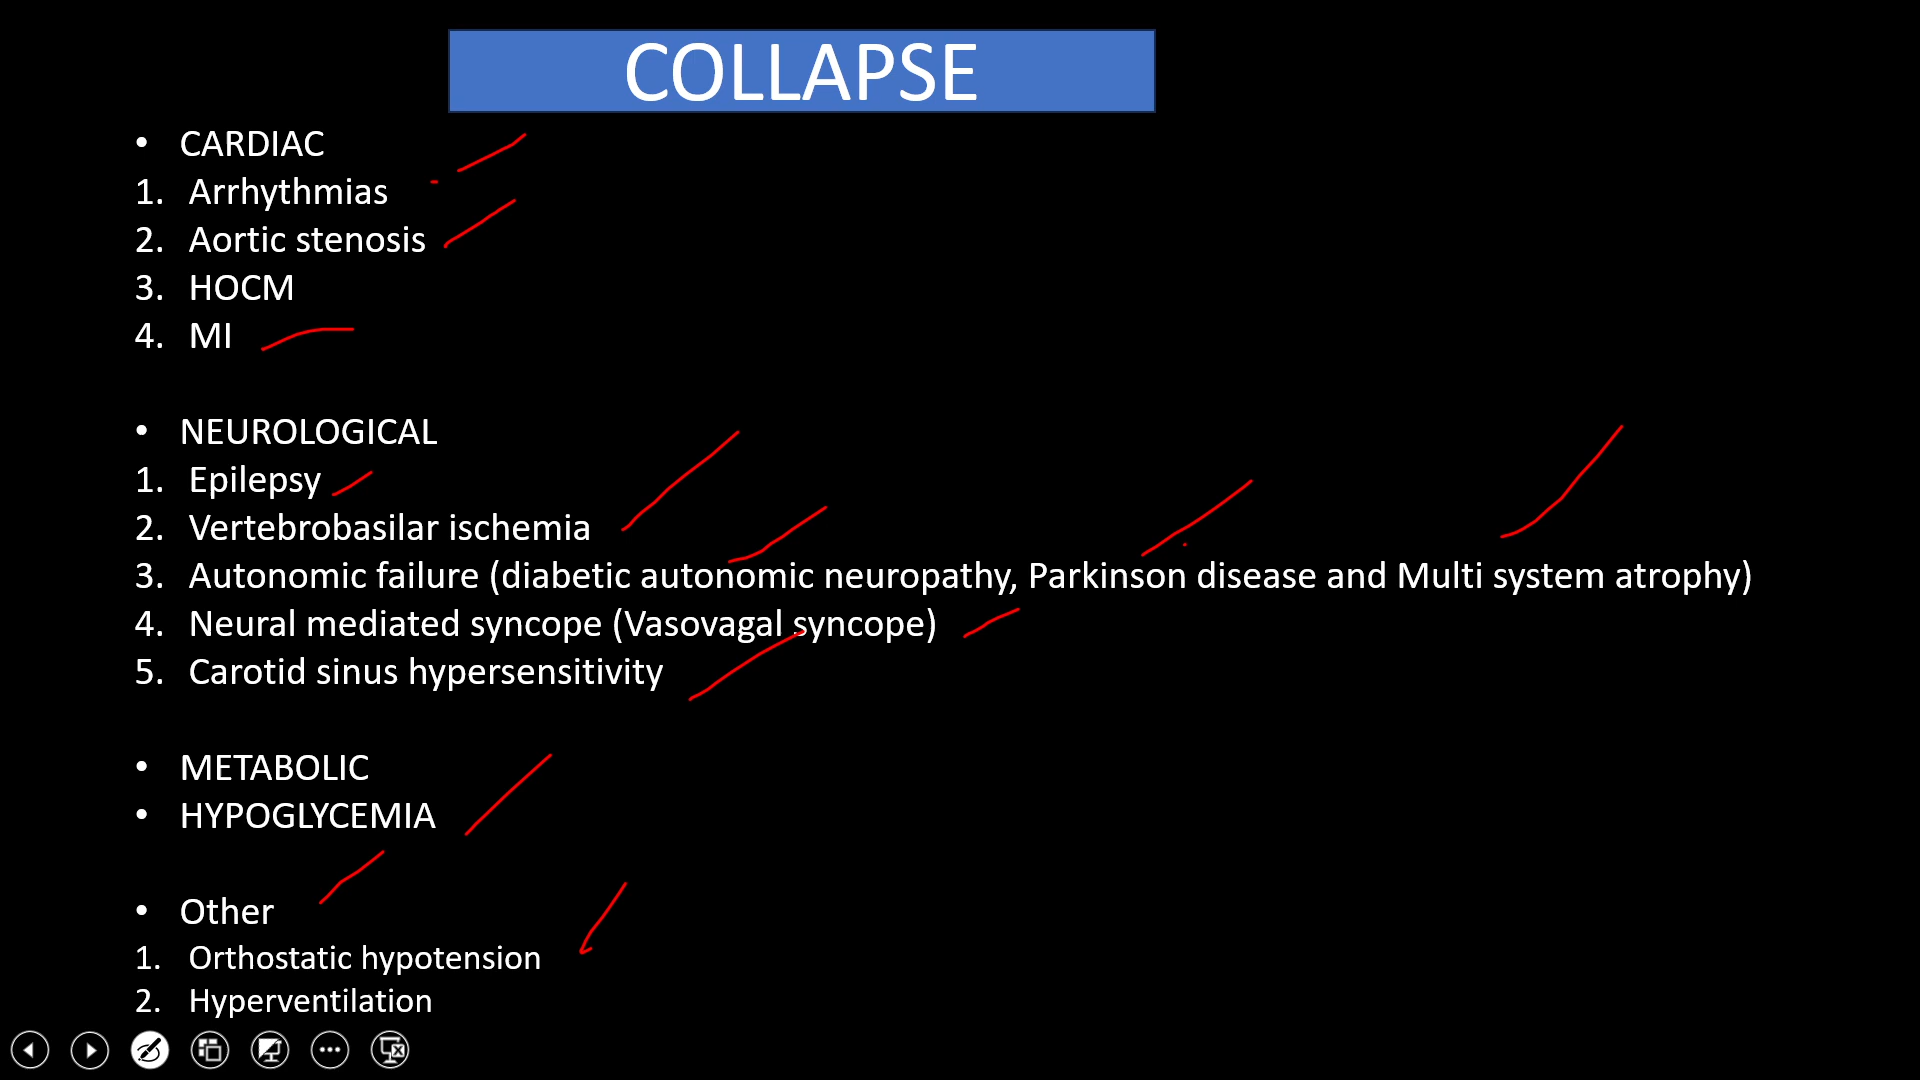 COLLAPSE
• CARDIAC
1. Arrhythmias
2. Aortic stenosis
3. HOCM
4. MI
• NEUROLOGICAL
1. Epilepsy
2. Vertebrobasilar ischemia
3. Autonomic failure (diabetic autonomic neuropathy, Parkinson disease and Multi system atrophy)
4. Neural mediated syncope (Vasovagal syncope)
5. Carotid sinus hypersensitivity
• METABOLIC
• HYPOGLYCEMIA
• Other
1. Orthostatic hypotension
2. Hyperventilation